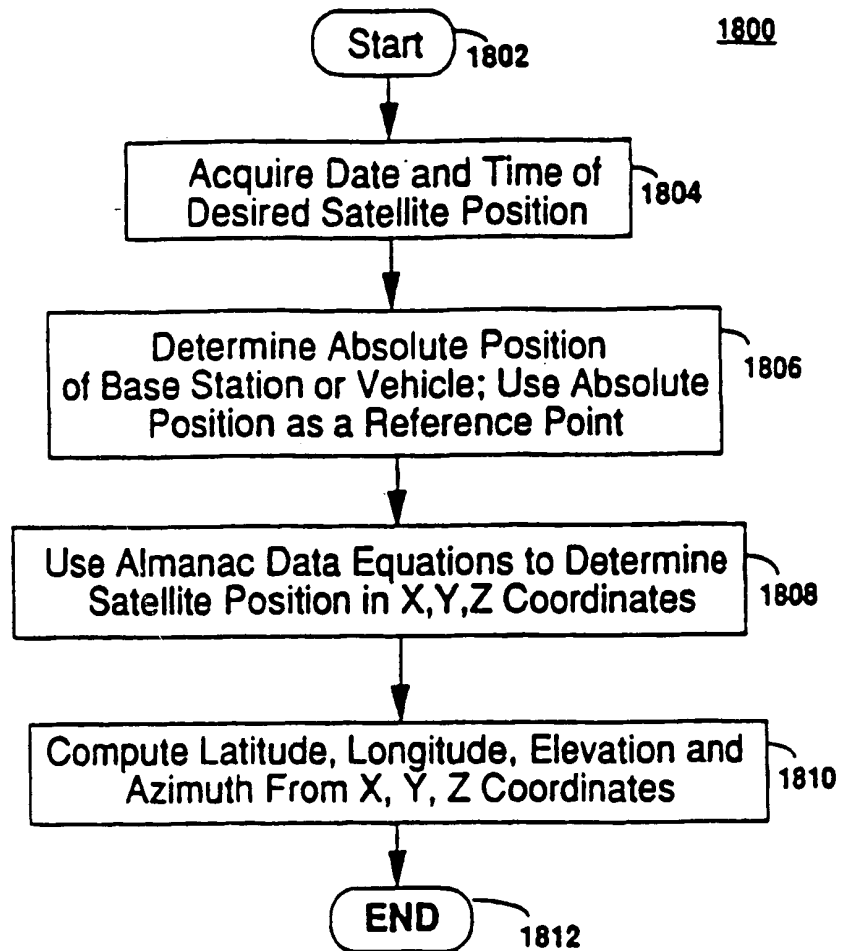 1800
Start
1802
Acquire Date and Time of
Desired Satellite Position
1804
Determine Absolute Position
of Base Station or Vehicle; Use Absolute
Position as a Reference Point
1806
Use Almanac Data Equations to Determine
Satellite Position in X,Y,Z Coordinates
1808
Compute Latitude, Longitude, Elevation and
Azimuth From X, Y, Z Coordinates
1810
END
1812